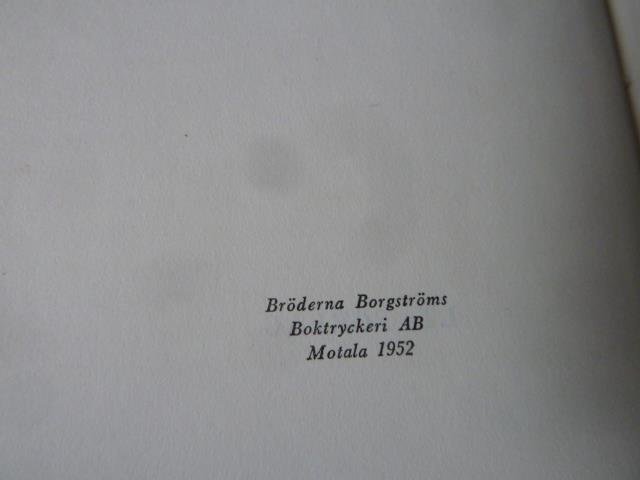 Bröderna Borgströms
Boktryckeri AB
Motala 1952